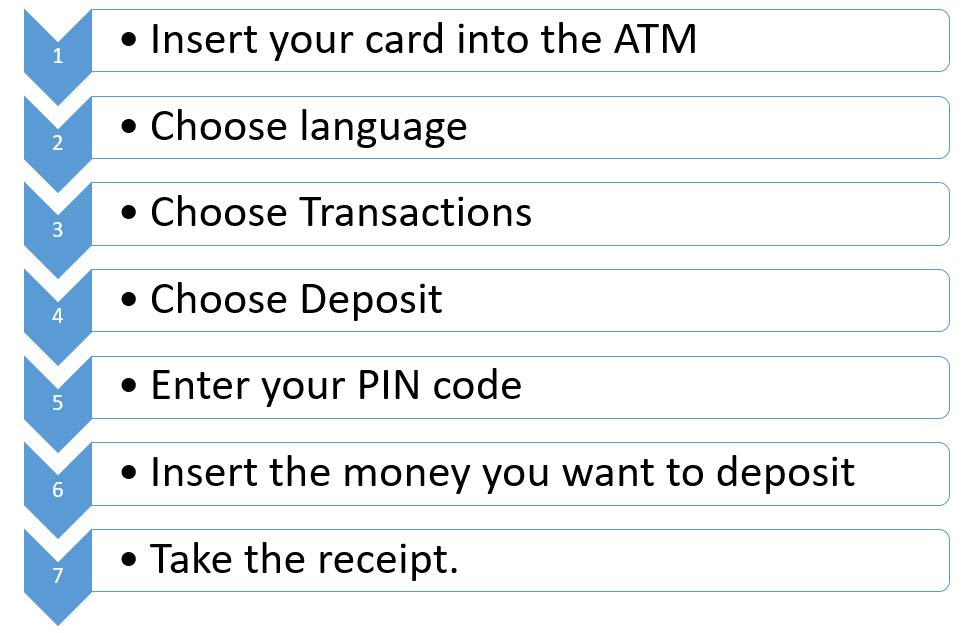 1 • Insert your card into the ATM
2 • Choose language
3 • Choose Transactions
4 • Choose Deposit
5 • Enter your PIN code
6 • Insert the money you want to deposit
7 • Take the receipt.